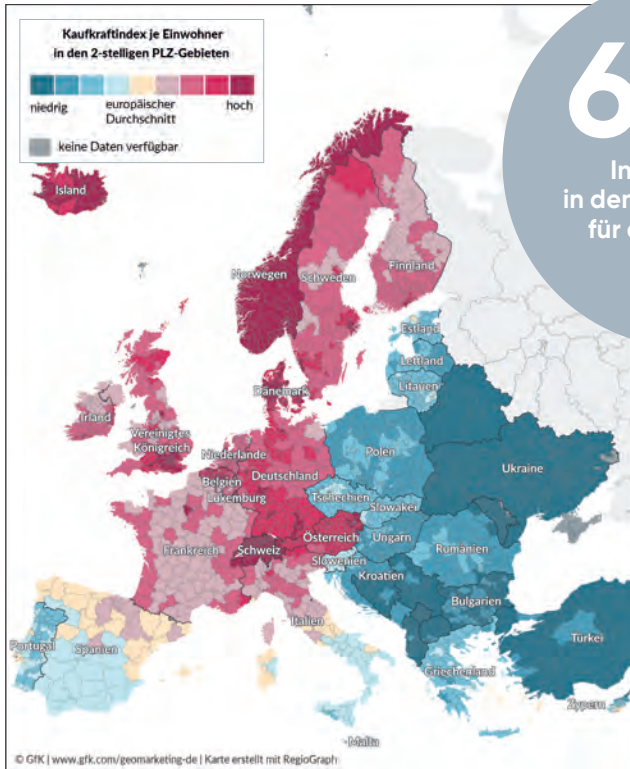 Kaufkraftindex je Einwohner
in den 2-stelligen PLZ-Gebieten
niedrig
europäischer
Durchschnitt
hoch
keine Daten verfügbar
6
In
in der
für
Island
Norwegen
Schweden
Finnland
Estland
Lettland
Litauen
Dänemark
Irland
Vereinigtes
Königreich
Niederlande
Belgien
Luxemburg
Deutschland
Polen
Ukraine
Tschechien
Slowakei
Frankreich
Schweiz
Österreich
Ungarn
Slowenien
Rumänien
Kroatien
Bulgarien
Italien
Portugal
Spanien
Türkei
Griechenland
Zypern
Malta
© GfK | www.gfk.com/geomarketing-de | Karte erstellt mit RegioGraph